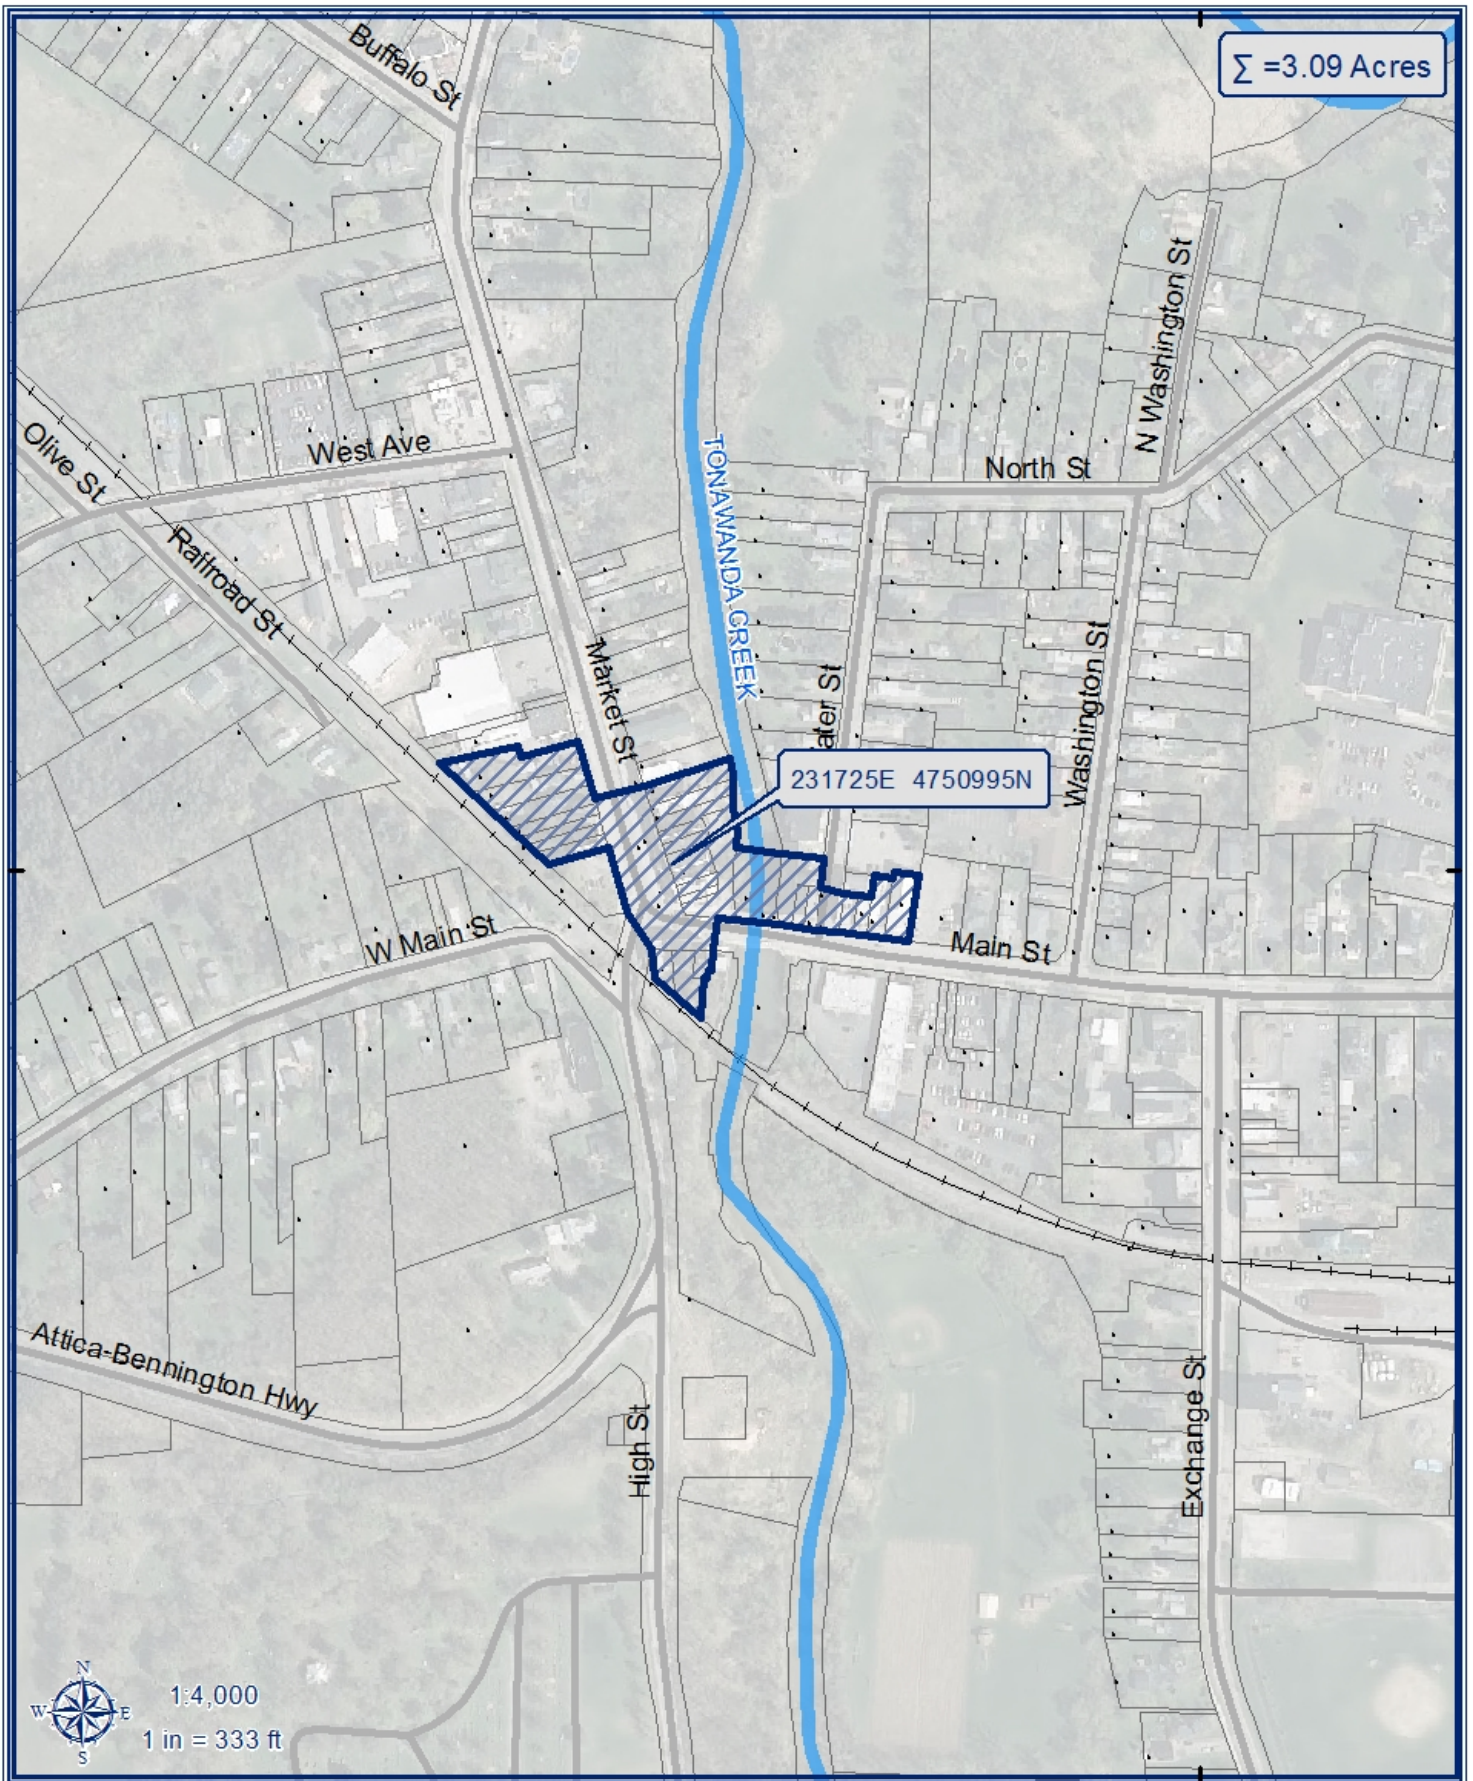 Buffalo St
∑ =3.09 Acres
N Washington St
Olive St
West Ave
North St
TONAWANDA CREEK
Railroad St
Market St
ater St
Washington St
231725E 4750995N
W Main St
Main St
Attica-Bennington Hwy
High St
Exchange St
N
W E
S
1:4,000
1 in = 333 ft